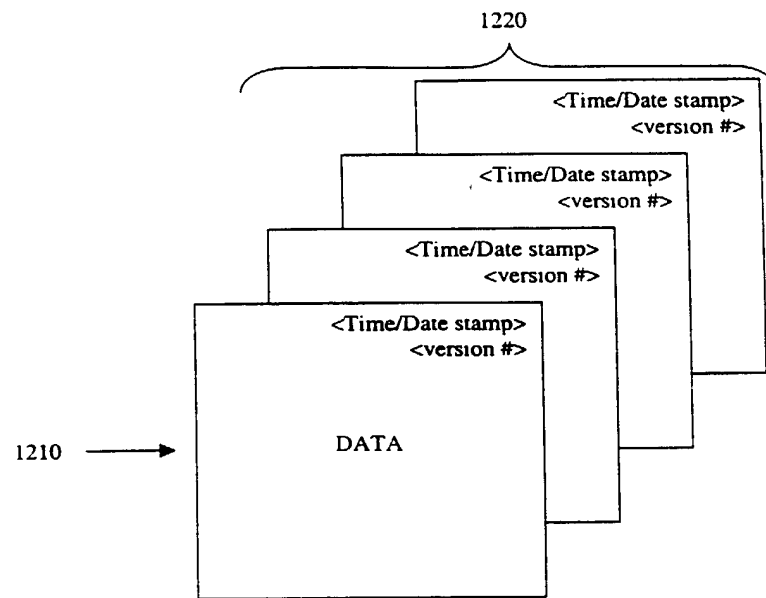 1220
<Time/Date stamp>
<version #>
<Time/Date stamp>
<version #>
<Time/Date stamp>
<version #>
<Time/Date stamp>
<version #>
1210
DATA